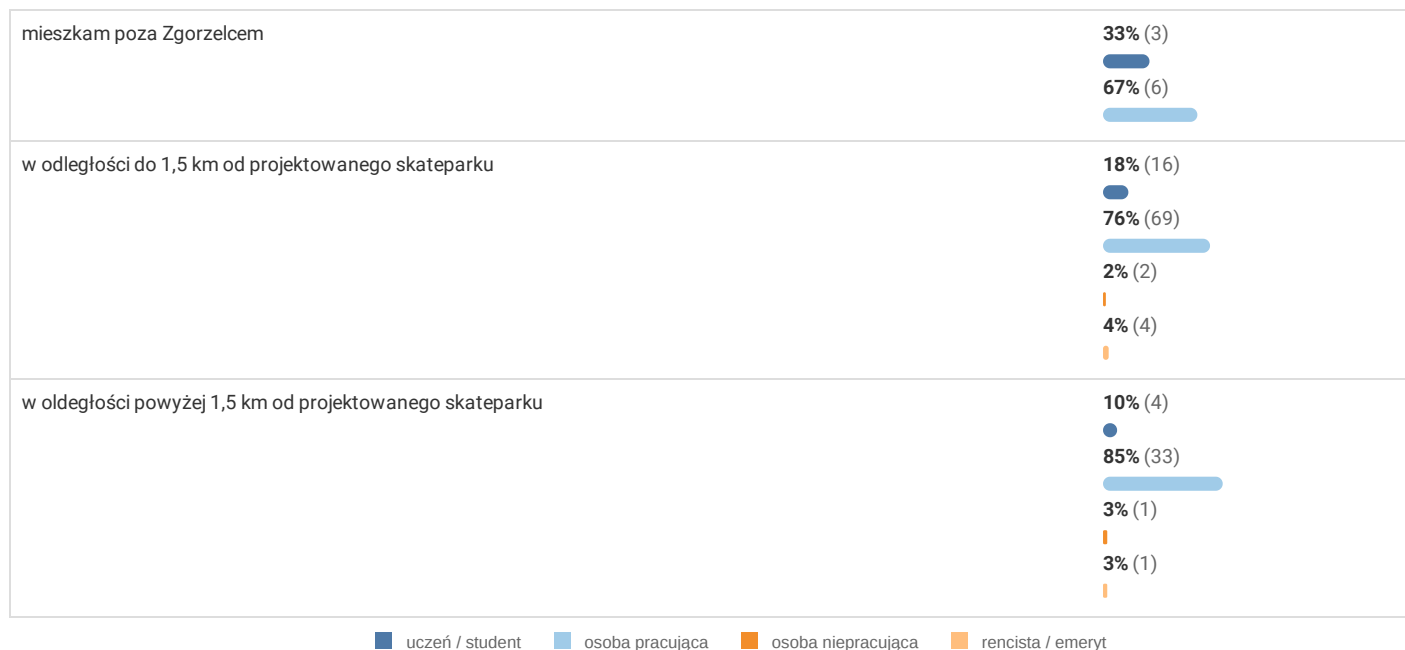 mieszkam poza Zgorzelcem
33% (3)
67% (6)
w odległości do 1,5 km od projektowanego skateparku
18% (16)
76% (69)
2% (2)
4% (4)
w oldegłości powyżej 1,5 km od projektowanego skateparku
10% (4)
85% (33)
3% (1)
3% (1)
uczeń / student osoba pracująca osoba niepracująca rencista / emeryt